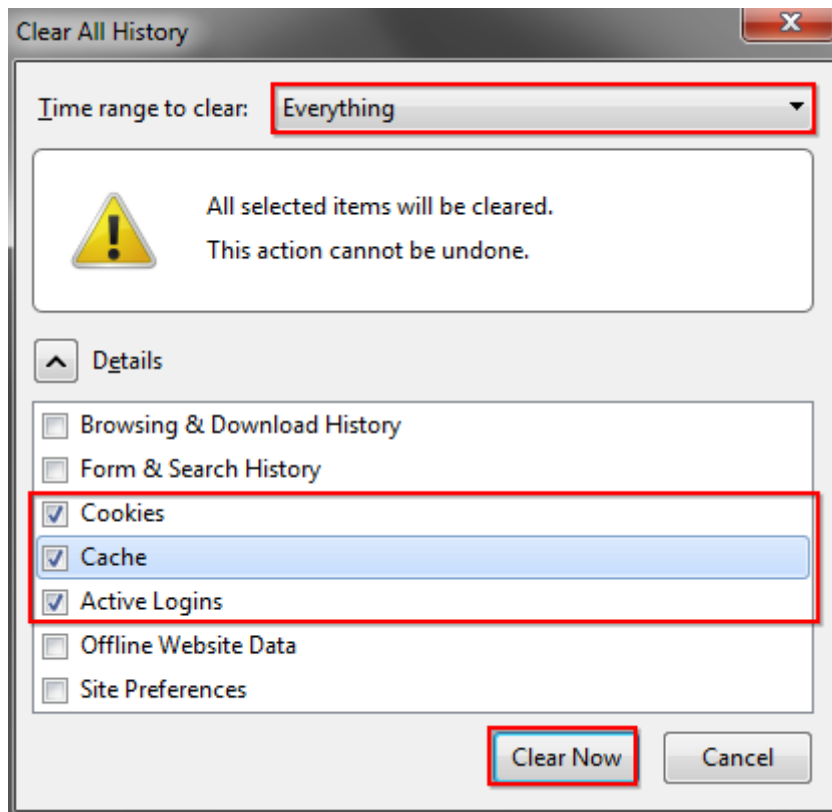 Clear All History
Time range to clear: Everything
All selected items will be cleared.
This action cannot be undone.
Details
Browsing & Download History
Form & Search History
Cookies
Cache
Active Logins
Offline Website Data
Site Preferences
Clear Now Cancel